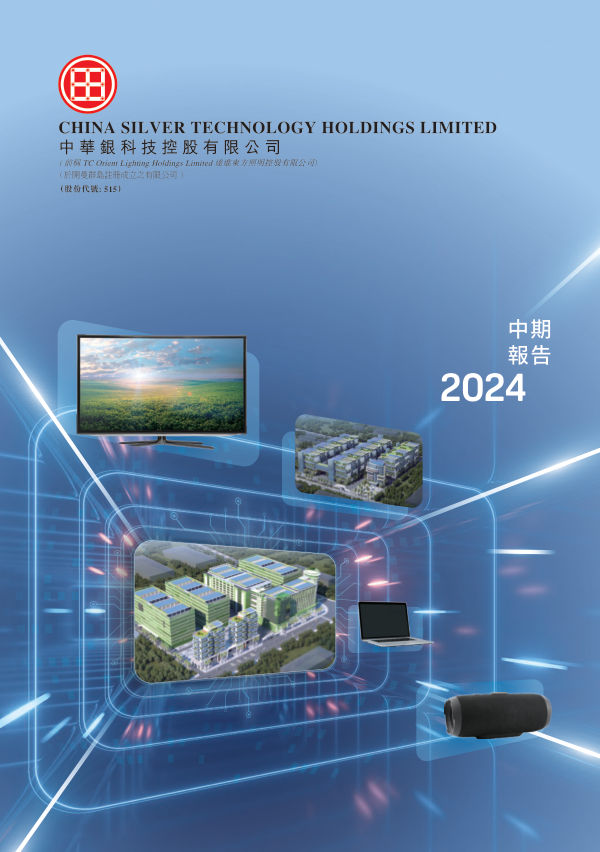 CHINA SILVER TECHNOLOGY HOLDINGS LIMITED
中華銀科技控股有限公司
(前稱 TC Orient Lighting Holdings Limited 達進東方照明控股有限公司)
(於開曼群島註冊成立之有限公司)
(股份代號: 515)
中期
報告
2024